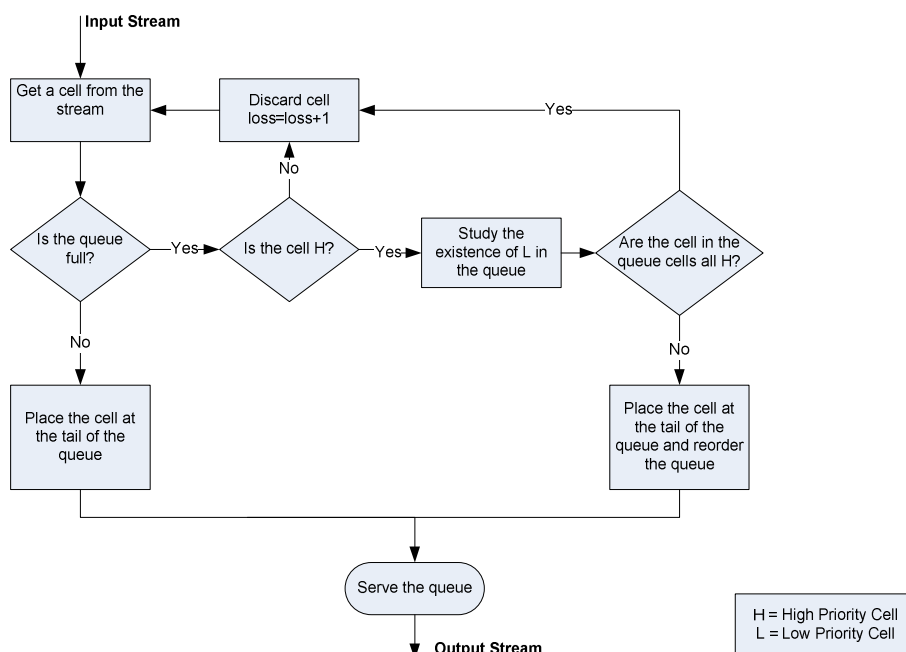 Input Stream
Get a cell from the
stream
Discard cell
loss=loss+1
Yes
No
Is the queue
full?
Yes
Is the cell H?
Yes
Study the
existence of L in
the queue
Are the cell in the
queue cells all H?
No
No
Place the cell at
the tail of the
queue
Place the cell at
the tail of the
queue and reorder
the queue
Serve the queue
Output Stream
H = High Priority Cell
L = Low Priority Cell